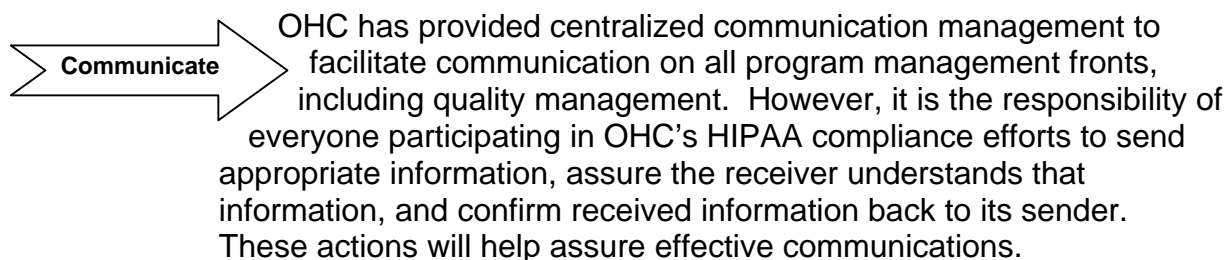 OHC has provided centralized communication management to
Communicate
facilitate communication on all program management fronts,
including quality management.  However, it is the responsibility of
everyone participating in OHC's HIPAA compliance efforts to send
appropriate information, assure the receiver understands that
information, and confirm received information back to its sender.
These actions will help assure effective communications.